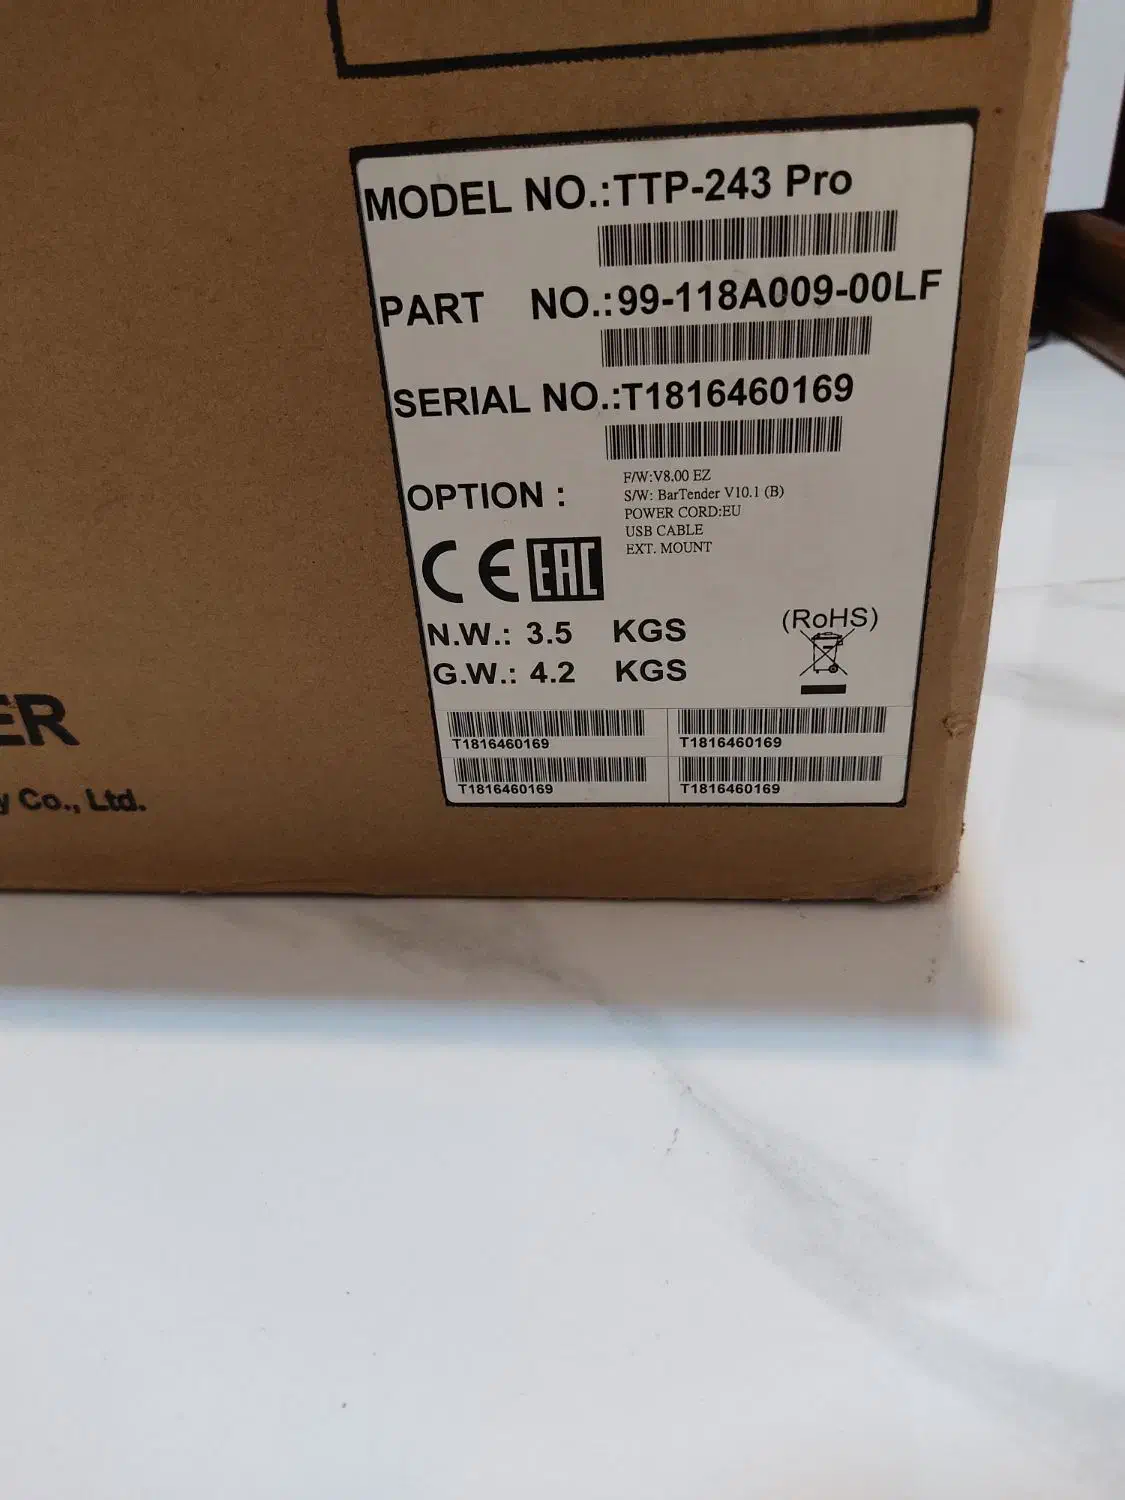 MODEL NO.:TTP-243 Pro
PART NO.:99-118A009-00LF
SERIAL NO.:T1816460169
OPTION :
F/W:V8.00 EZ
S/W: BarTender V10.1 (B)
POWER CORD:EU
USB CABLE
EXT. MOUNT
CE EAC
N.W.: 3.5 KGS
G.W.: 4.2 KGS
(RoHS)
T1816460169 T1816460169
T1816460169 T1816460169
ER
y Co., Ltd.